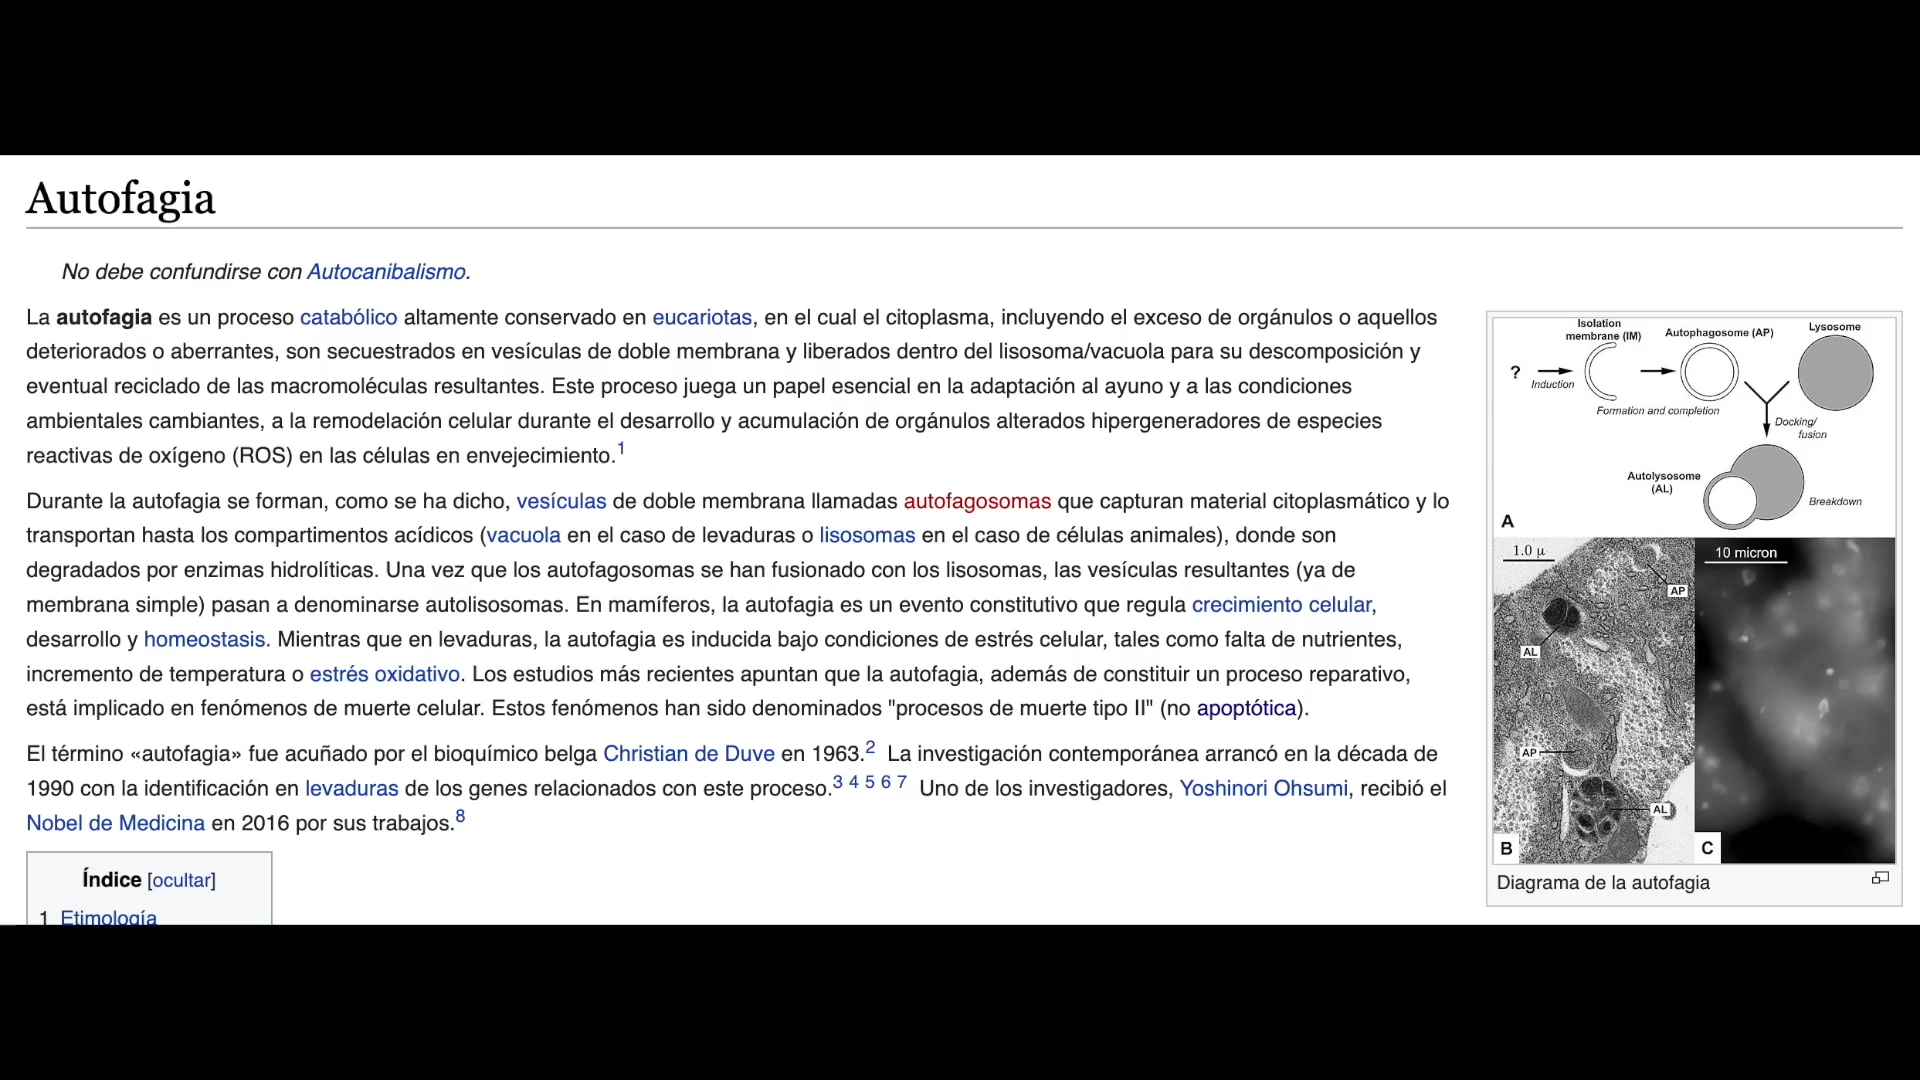 Autofagia
No debe confundirse con Autocanibalismo.
La autofagia es un proceso catabólico altamente conservado en eucariotas, en el cual el citoplasma, incluyendo el exceso de orgánulos o aquellos
deteriorados o aberrantes, son secuestrados en vesículas de doble membrana y liberados dentro del lisosoma/vacuola para su descomposición y
eventual reciclado de las macromoléculas resultantes. Este proceso juega un papel esencial en la adaptación al ayuno y a las condiciones
ambientales cambiantes, a la remodelación celular durante el desarrollo y acumulación de orgánulos alterados hipergeneradores de especies
reactivas de oxígeno (ROS) en las células en envejecimiento.1
Durante la autofagia se forman, como se ha dicho, vesículas de doble membrana llamadas autofagosomas que capturan material citoplasmático y lo
transportan hasta los compartimentos acídicos (vacuola en el caso de levaduras o lisosomas en el caso de células animales), donde son
degradados por enzimas hidrolíticas. Una vez que los autofagosomas se han fusionado con los lisosomas, las vesículas resultantes (ya de
membrana simple) pasan a denominarse autolisosomas. En mamíferos, la autofagia es un evento constitutivo que regula crecimiento celular,
desarrollo y homeostasis. Mientras que en levaduras, la autofagia es inducida bajo condiciones de estrés celular, tales como falta de nutrientes,
incremento de temperatura o estrés oxidativo. Los estudios más recientes apuntan que la autofagia, además de constituir un proceso reparativo,
está implicado en fenómenos de muerte celular. Estos fenómenos han sido denominados "procesos de muerte tipo II" (no apoptótica).
El término «autofagia» fue acuñado por el bioquímico belga Christian de Duve en 1963.2 La investigación contemporánea arrancó en la década de
1990 con la identificación en levaduras de los genes relacionados con este proceso.3 4 5 6 7 Uno de los investigadores, Yoshinori Ohsumi, recibió el
Nobel de Medicina en 2016 por sus trabajos.8
Índice [ocultar]
1 Etimología
Isolation
membrane (IM)
Autophagosome (AP)
Lysosome
?
Induction
Formation and completion
Docking/
fusion
Autolysosome
(AL)
Breakdown
A
1.0 µ
10 micron
AP
AL
AP
AL
B
C
Diagrama de la autofagia